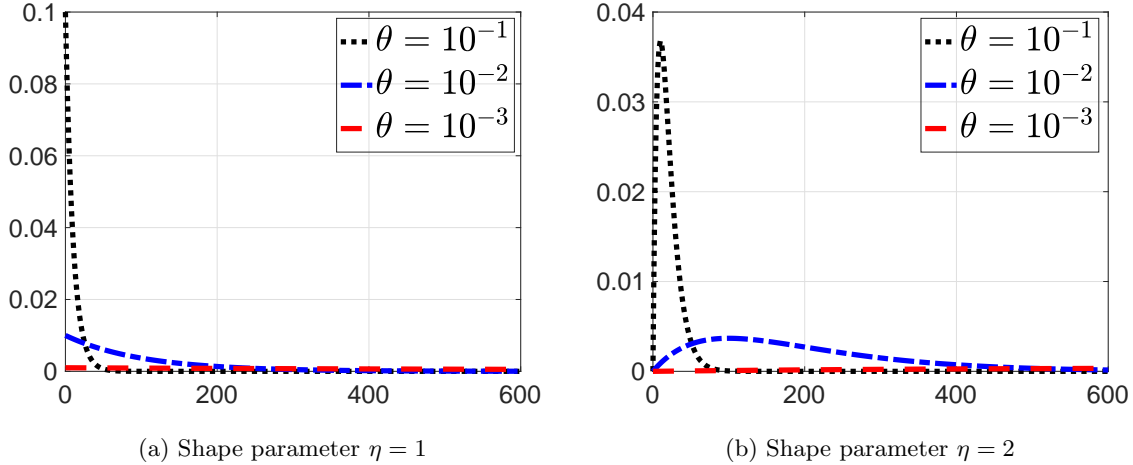 0.1
0.08
0.06
0.04
0.02
0
0 200 400 600
θ = 10⁻¹
θ = 10⁻²
θ = 10⁻³
(a) Shape parameter η = 1
0.04
0.03
0.02
0.01
0
0 200 400 600
θ = 10⁻¹
θ = 10⁻²
θ = 10⁻³
(b) Shape parameter η = 2